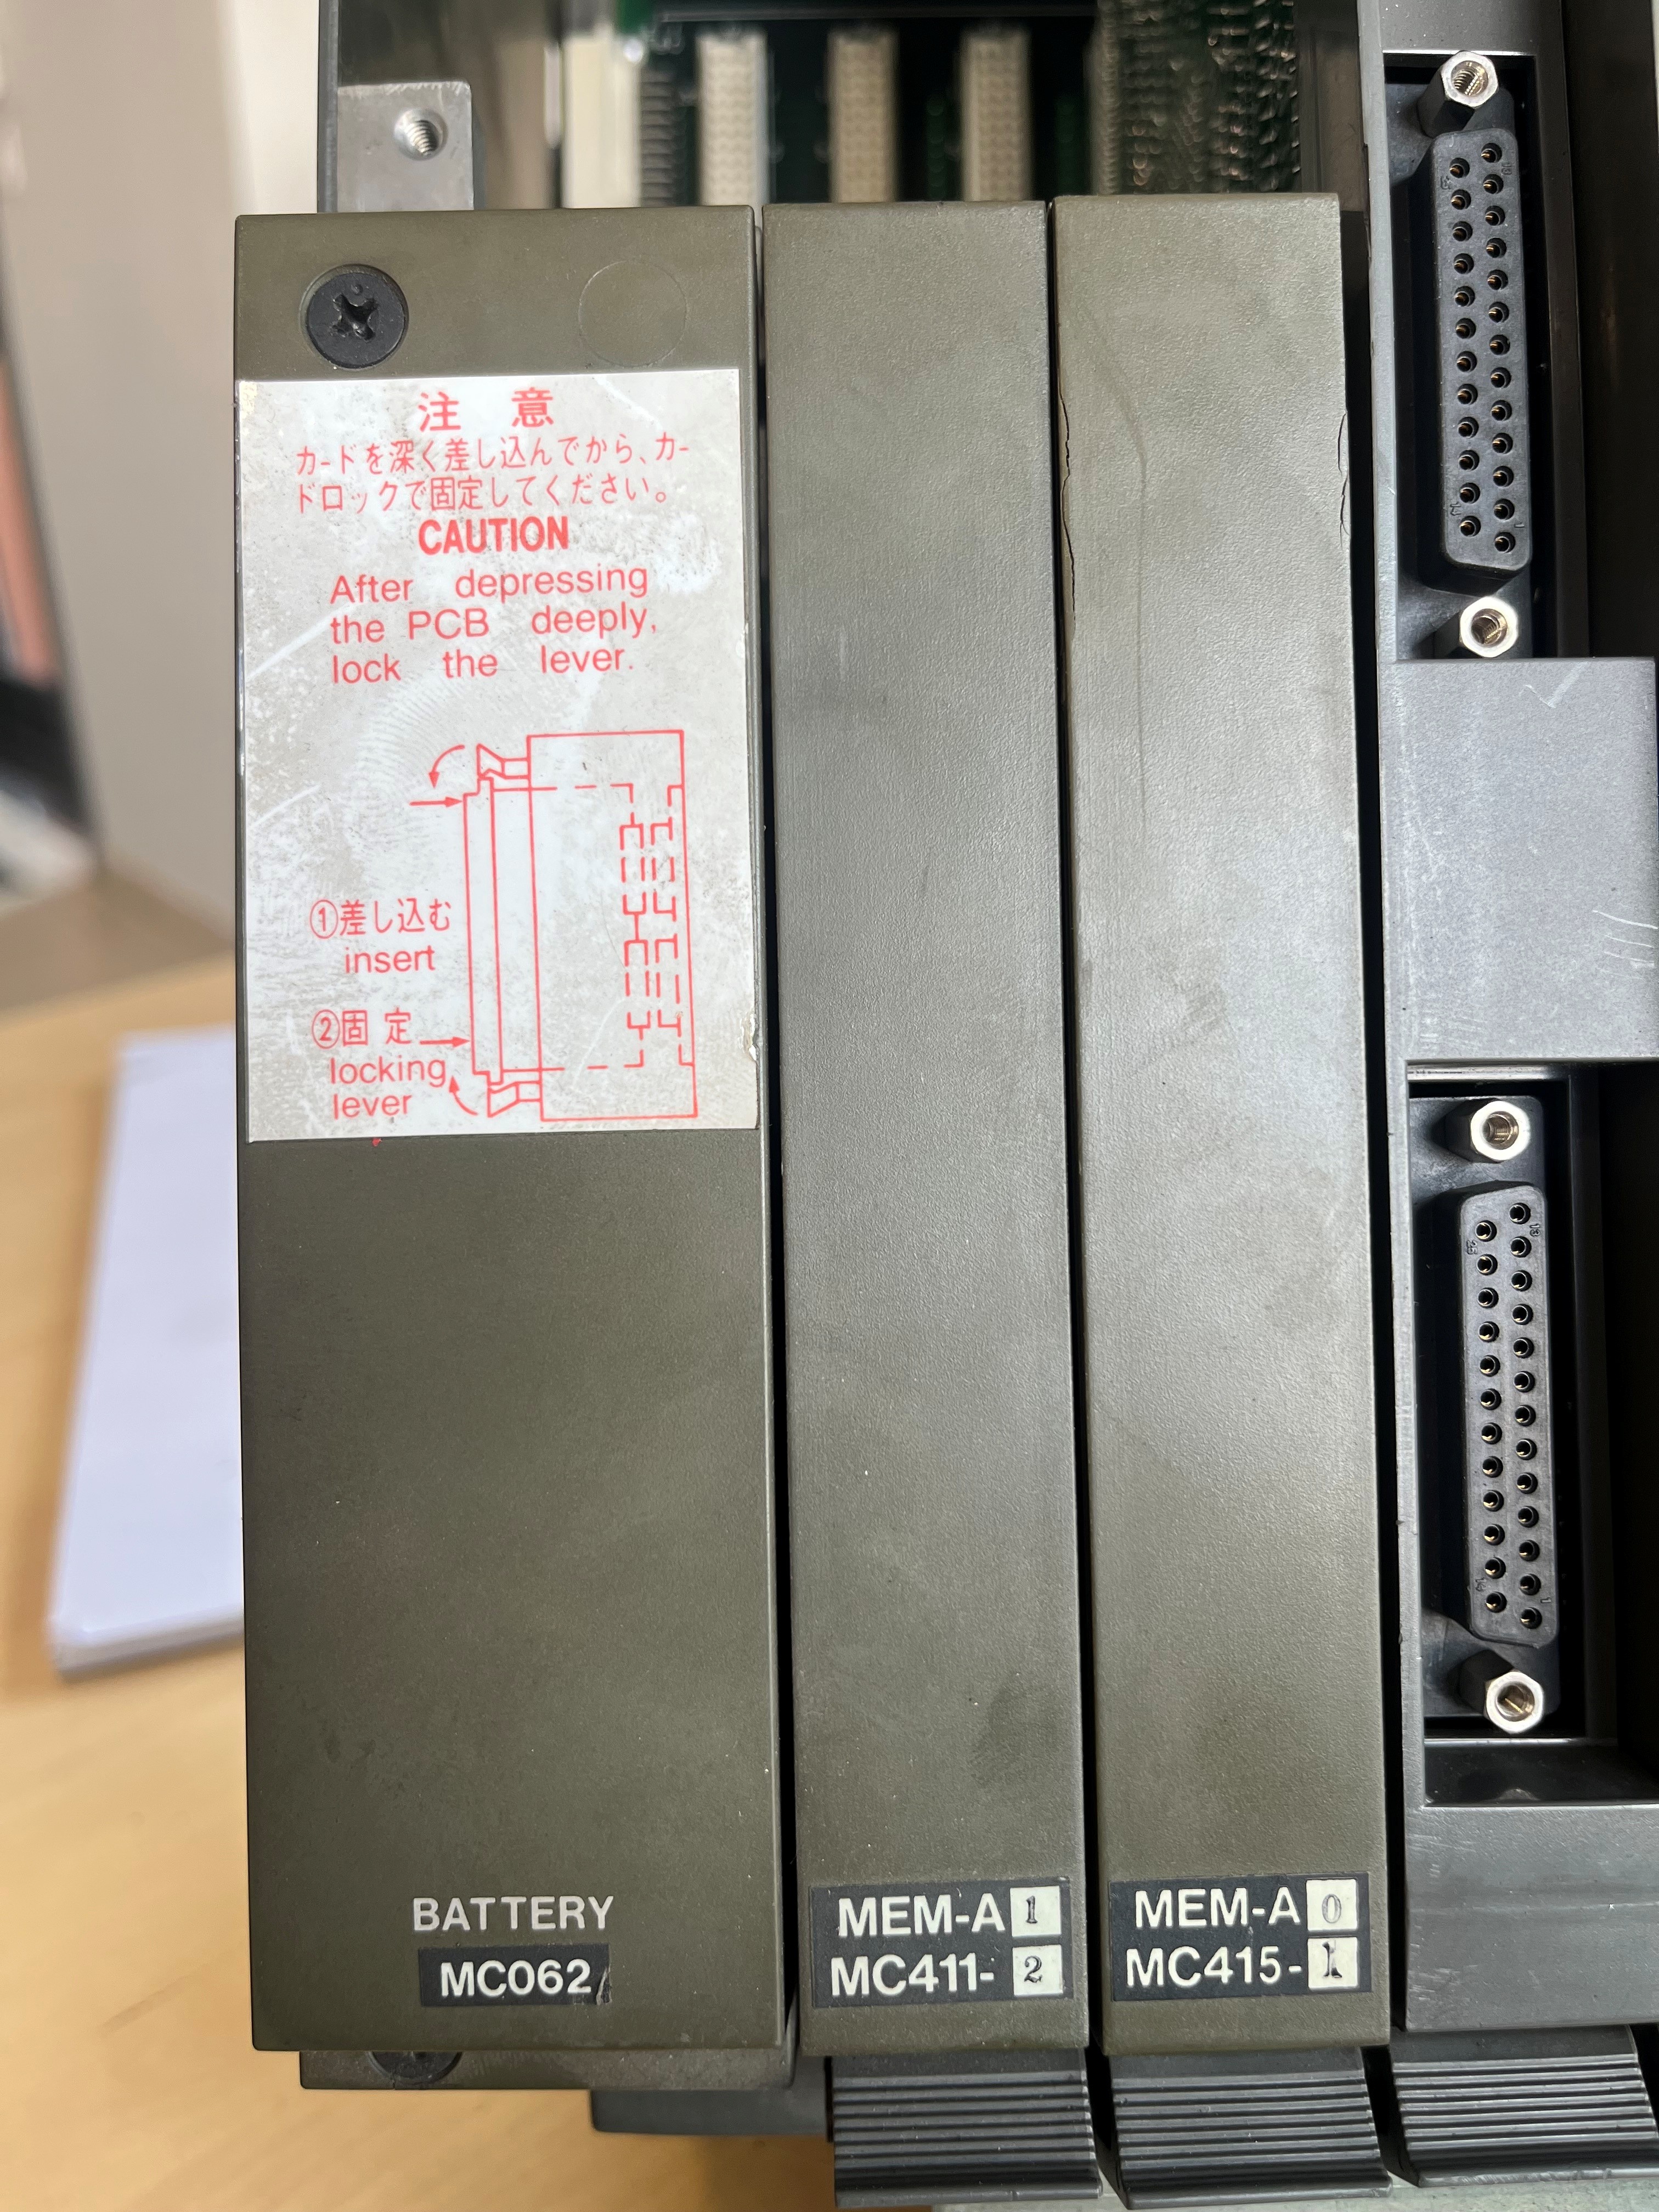 注 意
カードを深く差し込んでから、カー
ドロックで固定してください。
CAUTION
After depressing
the PCB deeply,
lock the lever.
①差し込む
insert
②固 定
locking
lever
BATTERY
MC062
MEM-A 1
MC411- 2
MEM-A 0
MC415- 1